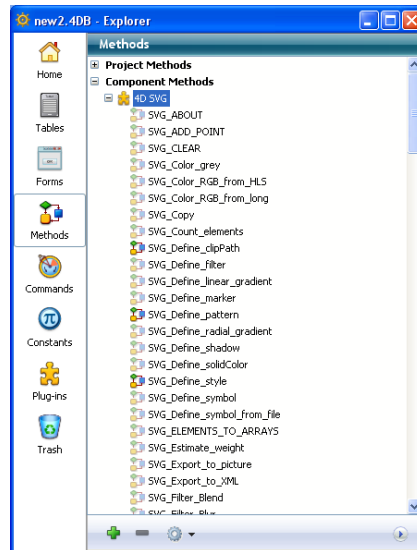 new2.4DB - Explorer
Methods
Home
Tables
Forms
Methods
Commands
Constants
Plug-ins
Trash
Project Methods
Component Methods
4D SVG
SVG_ABOUT
SVG_ADD_POINT
SVG_CLEAR
SVG_Color_grey
SVG_Color_RGB_from_HLS
SVG_Color_RGB_from_long
SVG_Copy
SVG_Count_elements
SVG_Define_clipPath
SVG_Define_filter
SVG_Define_linear_gradient
SVG_Define_marker
SVG_Define_pattern
SVG_Define_radial_gradient
SVG_Define_shadow
SVG_Define_solidColor
SVG_Define_style
SVG_Define_symbol
SVG_Define_symbol_from_file
SVG_ELEMENTS_TO_ARRAYS
SVG_Estimate_weight
SVG_Export_to_picture
SVG_Export_to_XML
SVG_Filter_Blend
SVG_Filter_Blur